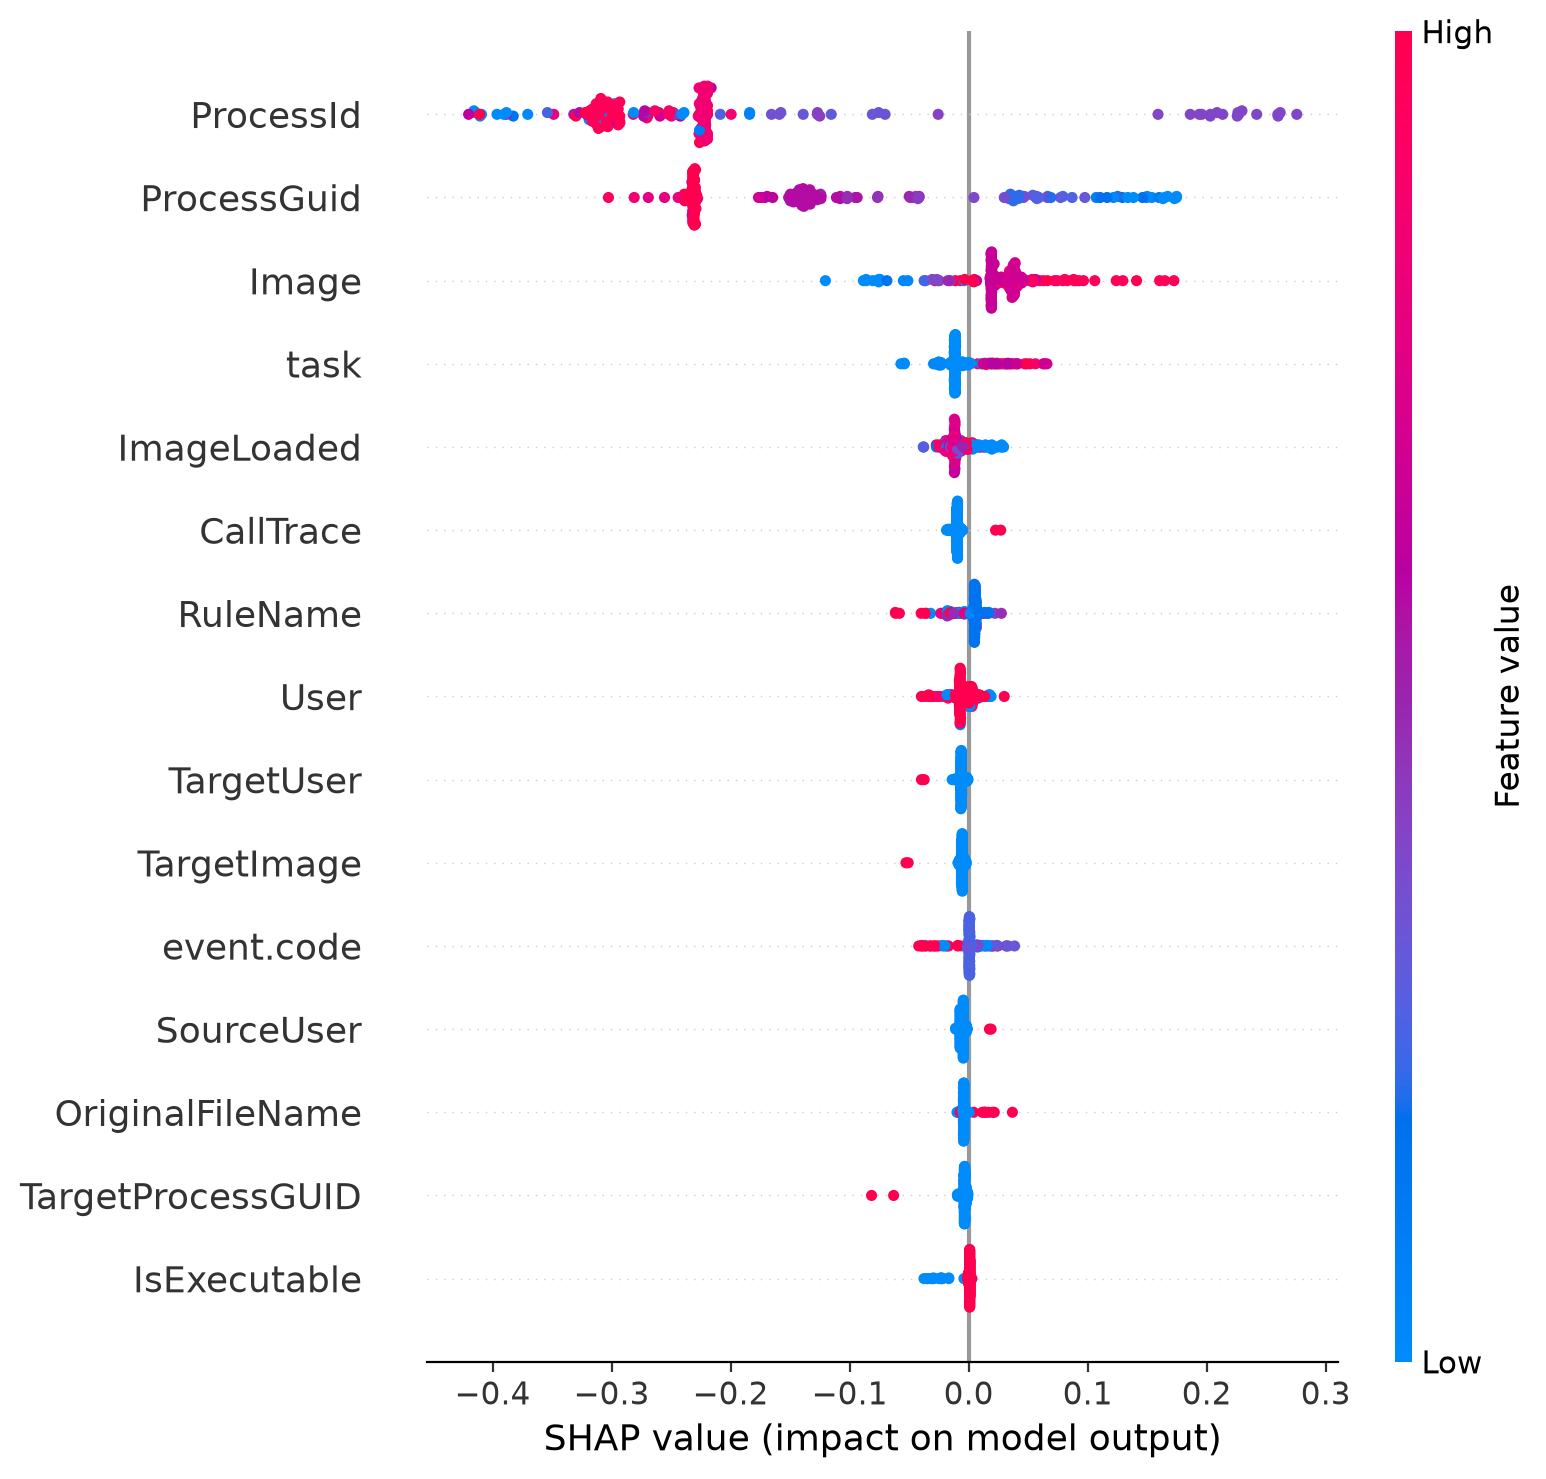 High
ProcessId
ProcessGuid
Image
task
ImageLoaded
CallTrace
RuleName
User
TargetUser
TargetImage
event.code
SourceUser
OriginalFileName
TargetProcessGUID
IsExecutable
Feature value
Low
−0.4 −0.3 −0.2 −0.1 0.0 0.1 0.2 0.3
SHAP value (impact on model output)